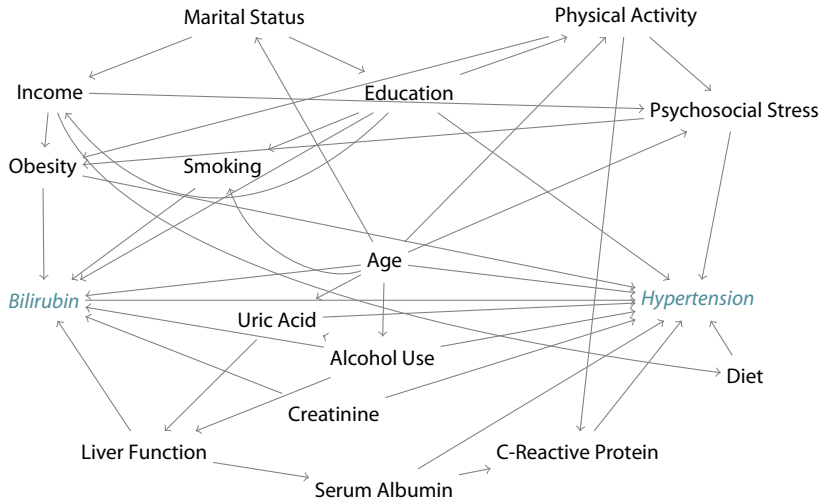 Marital Status
Physical Activity
Income
Education
Psychosocial Stress
Obesity
Smoking
Age
Bilirubin
Hypertension
Uric Acid
Alcohol Use
Diet
Creatinine
Liver Function
C-Reactive Protein
Serum Albumin